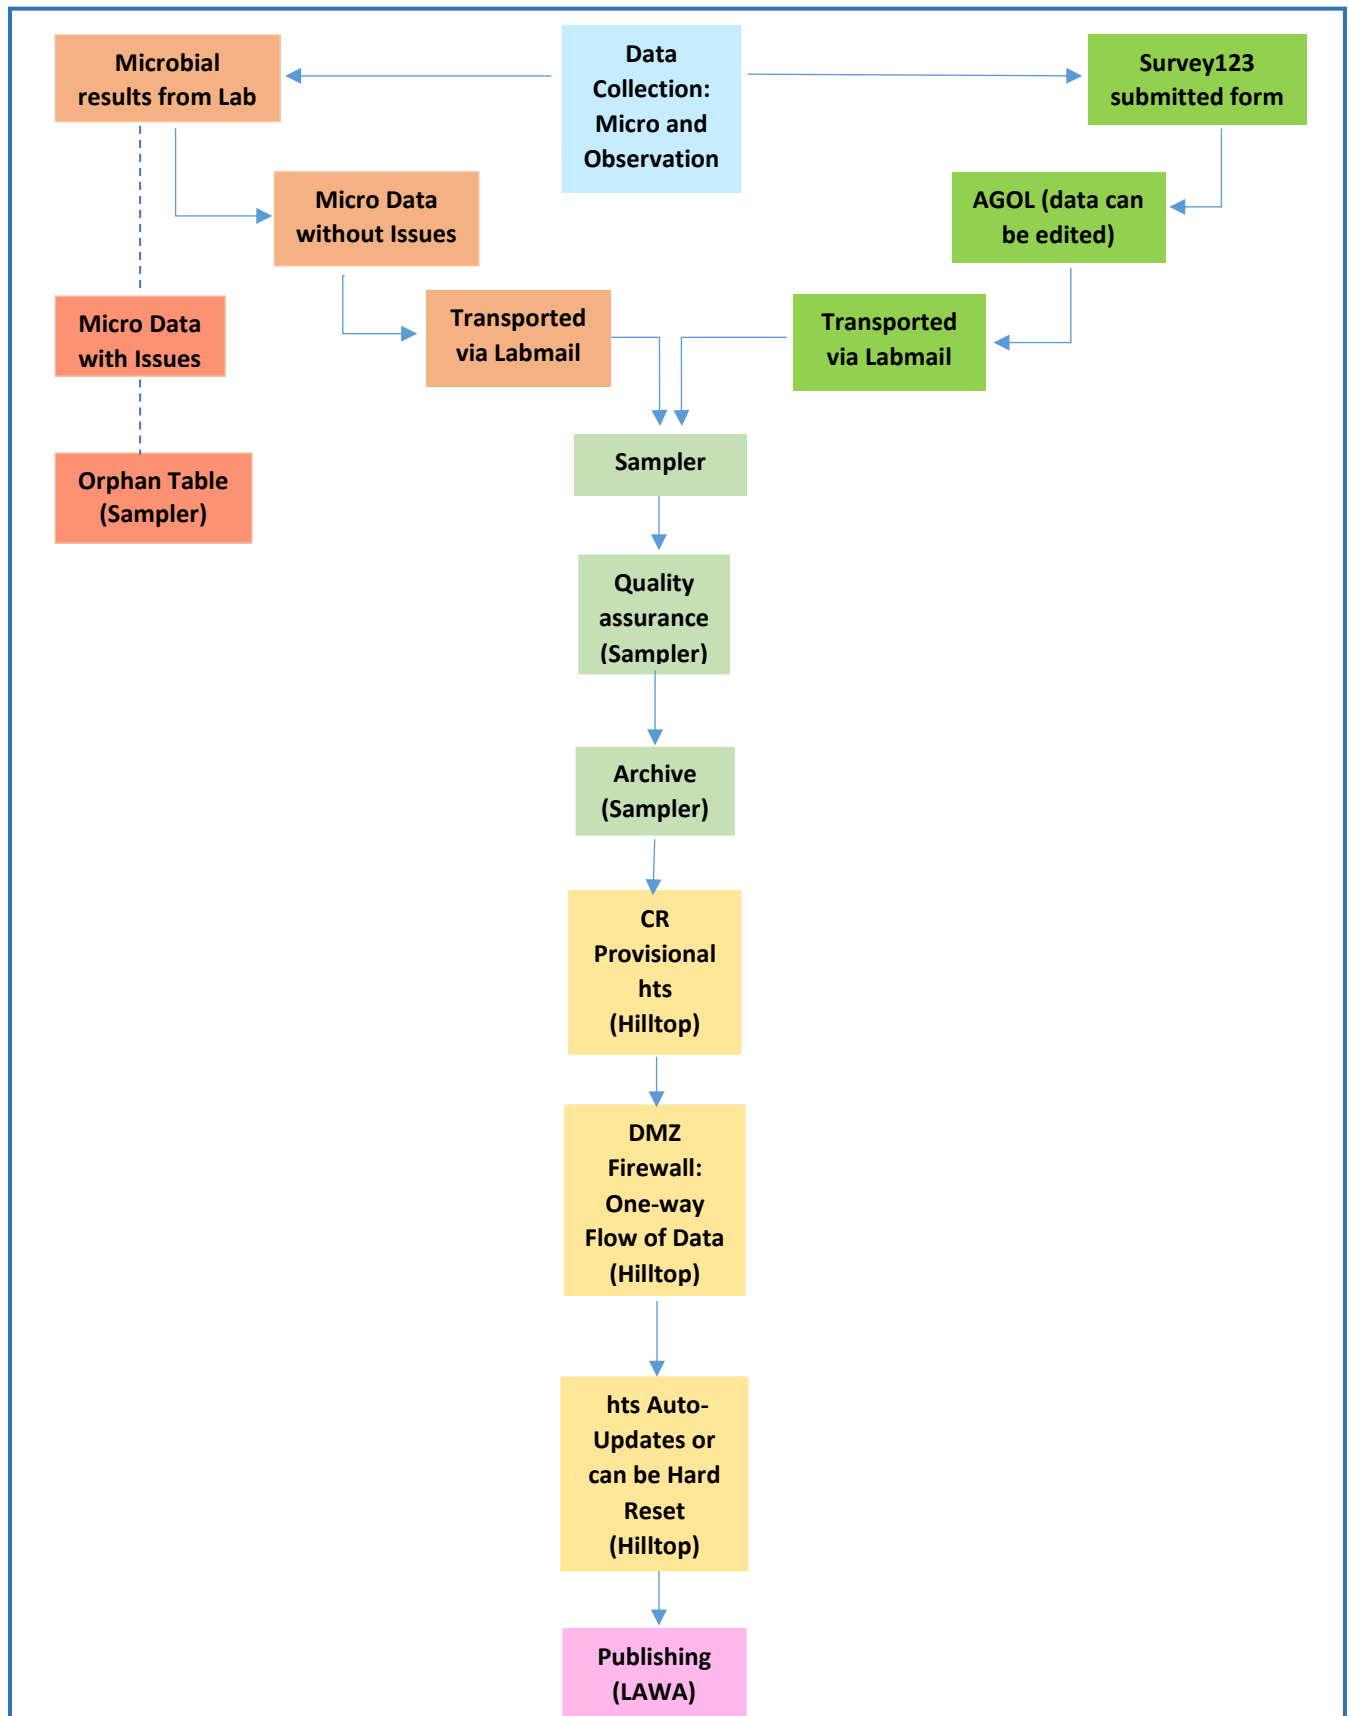 Microbial
results from Lab
Data
Collection:
Micro and
Observation
Survey123
submitted form
Micro Data
without Issues
AGOL (data can
be edited)
Micro Data
with Issues
Transported
via Labmail
Transported
via Labmail
Orphan Table
(Sampler)
Sampler
Quality
assurance
(Sampler)
Archive
(Sampler)
CR
Provisional
hts
(Hilltop)
DMZ
Firewall:
One-way
Flow of Data
(Hilltop)
hts Auto-
Updates or
can be Hard
Reset
(Hilltop)
Publishing
(LAWA)